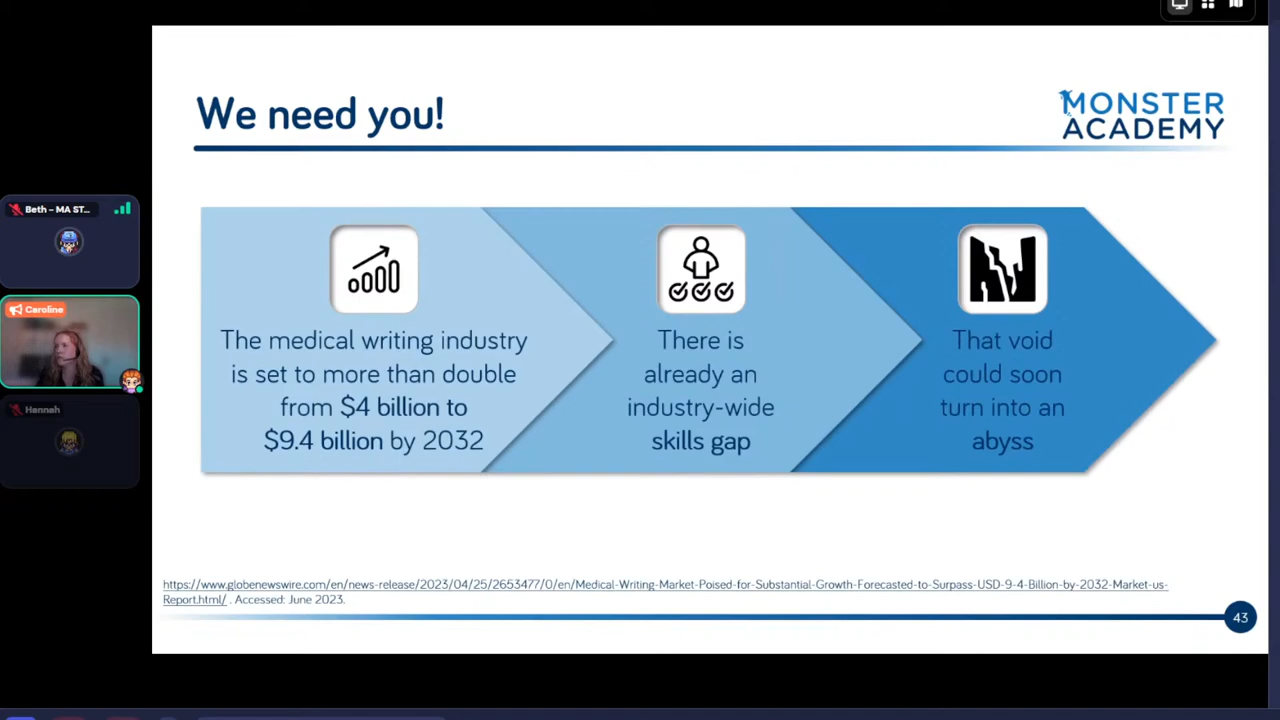 We need you!
MONSTER
ACADEMY
Beth – MA ST...
Caroline
Hannah
The medical writing industry
is set to more than double
from $4 billion to
$9.4 billion by 2032
There is
already an
industry-wide
skills gap
That void
could soon
turn into an
abyss
https://www.globenewswire.com/en/news-release/2023/04/25/2653477/0/en/Medical-Writing-Market-Poised-for-Substantial-Growth-Forecasted-to-Surpass-USD-9-4-Billion-by-2032-Market-us-
Report.html/ . Accessed: June 2023.
43